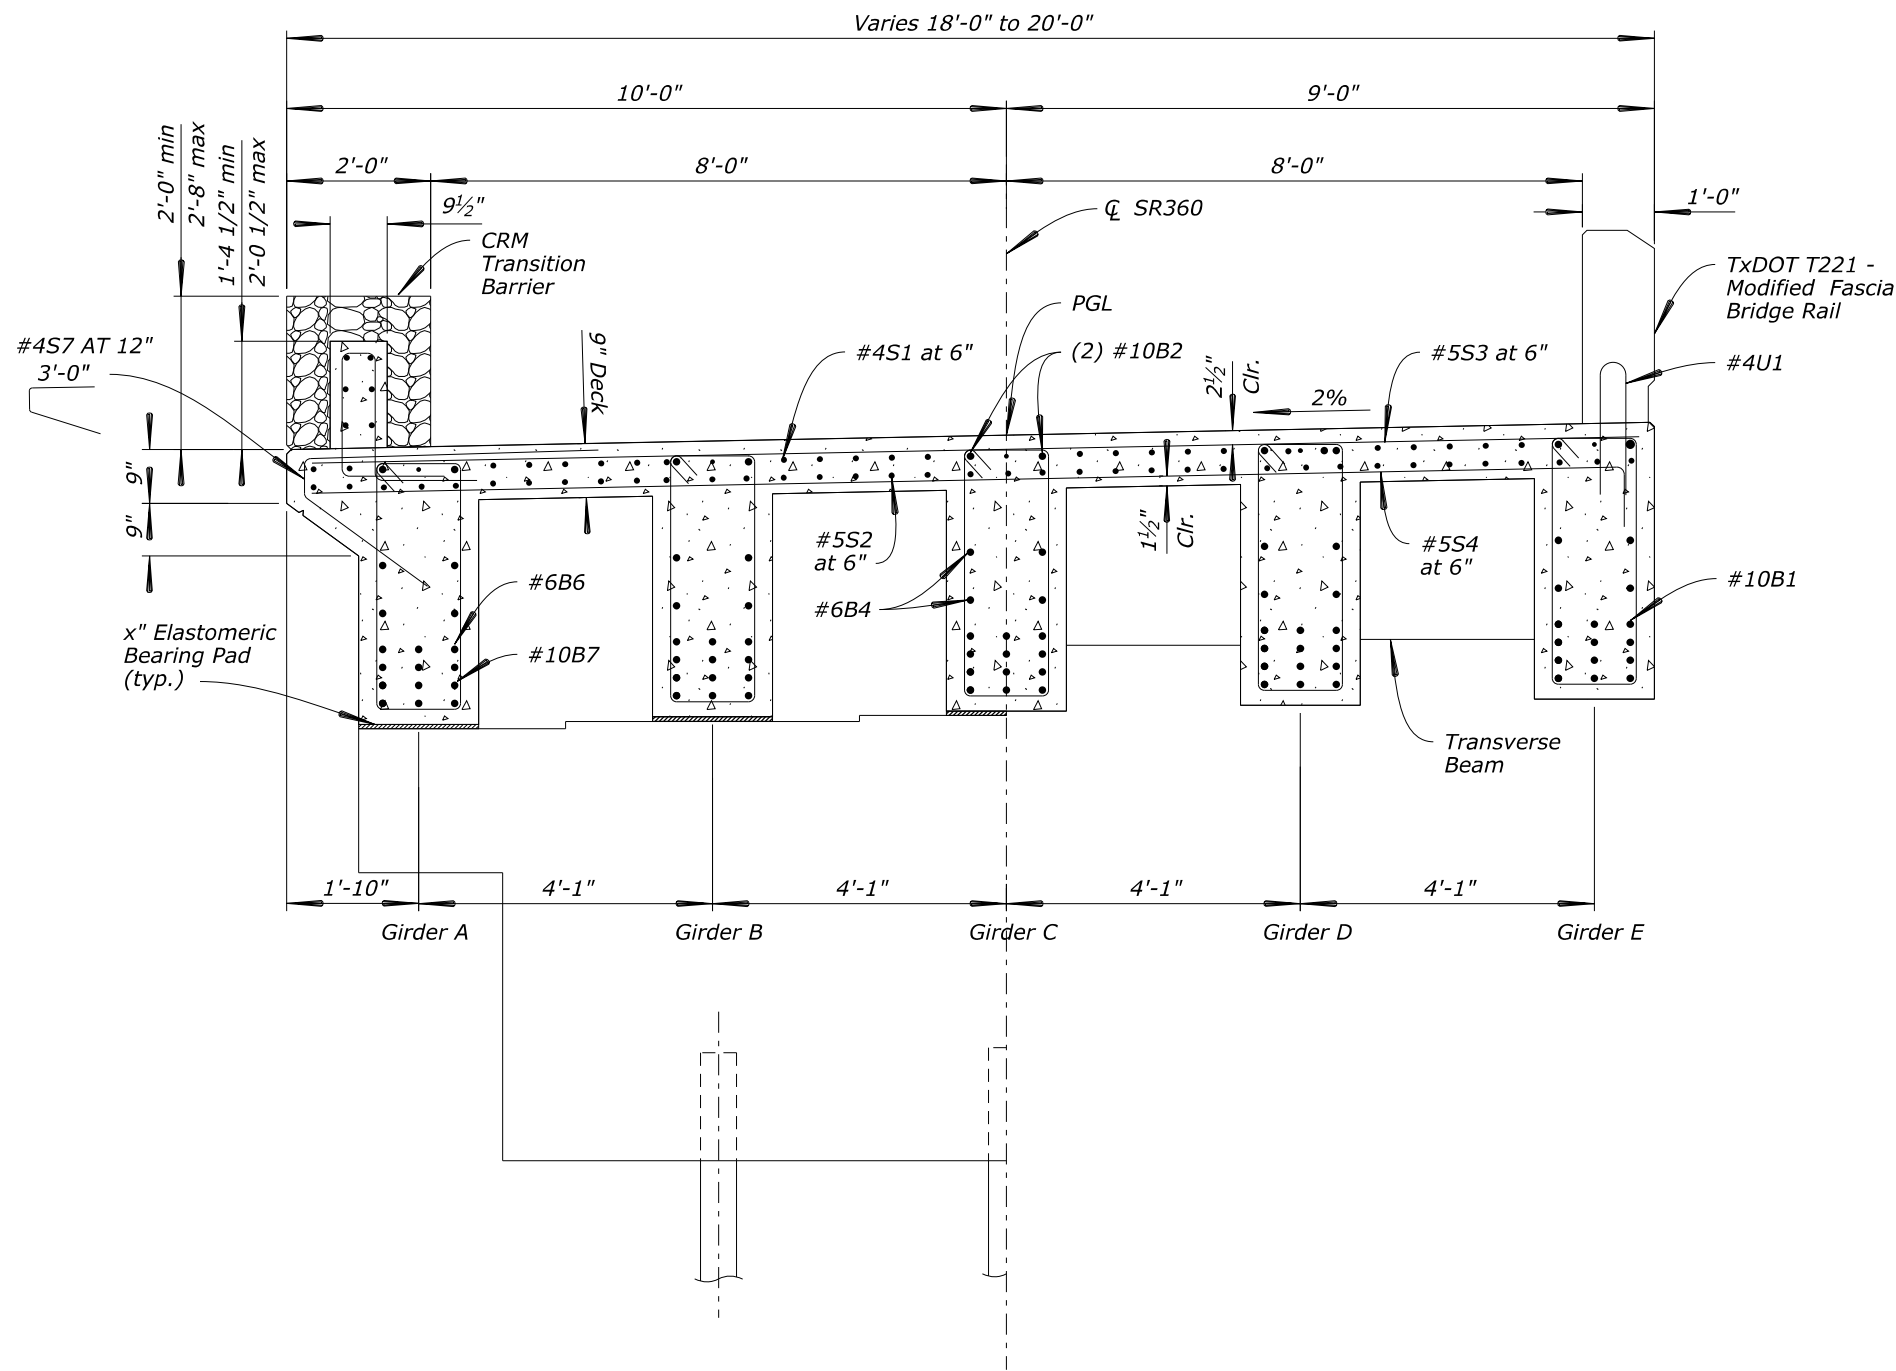 Varies 18'-0" to 20'-0"
10'-0"
9'-0"
2'-0" min
2'-8" max
1'-4 1/2" min
2'-0 1/2" max
2'-0"
8'-0"
8'-0"
1'-0"
9½"
℄ SR360
CRM
Transition
Barrier
TxDOT T221 -
Modified Fascia
Bridge Rail
PGL
#4S7 AT 12"
3'-0"
9" Deck
#4S1 at 6"
(2) #10B2
2½"
Clr.
#5S3 at 6"
#4U1
2%
9"
9"
#5S2
at 6"
1½"
Clr.
#5S4
at 6"
#6B6
#6B4
#10B1
x" Elastomeric
Bearing Pad
(typ.)
#10B7
Transverse
Beam
1'-10"
4'-1"
4'-1"
4'-1"
4'-1"
Girder A
Girder B
Girder C
Girder D
Girder E